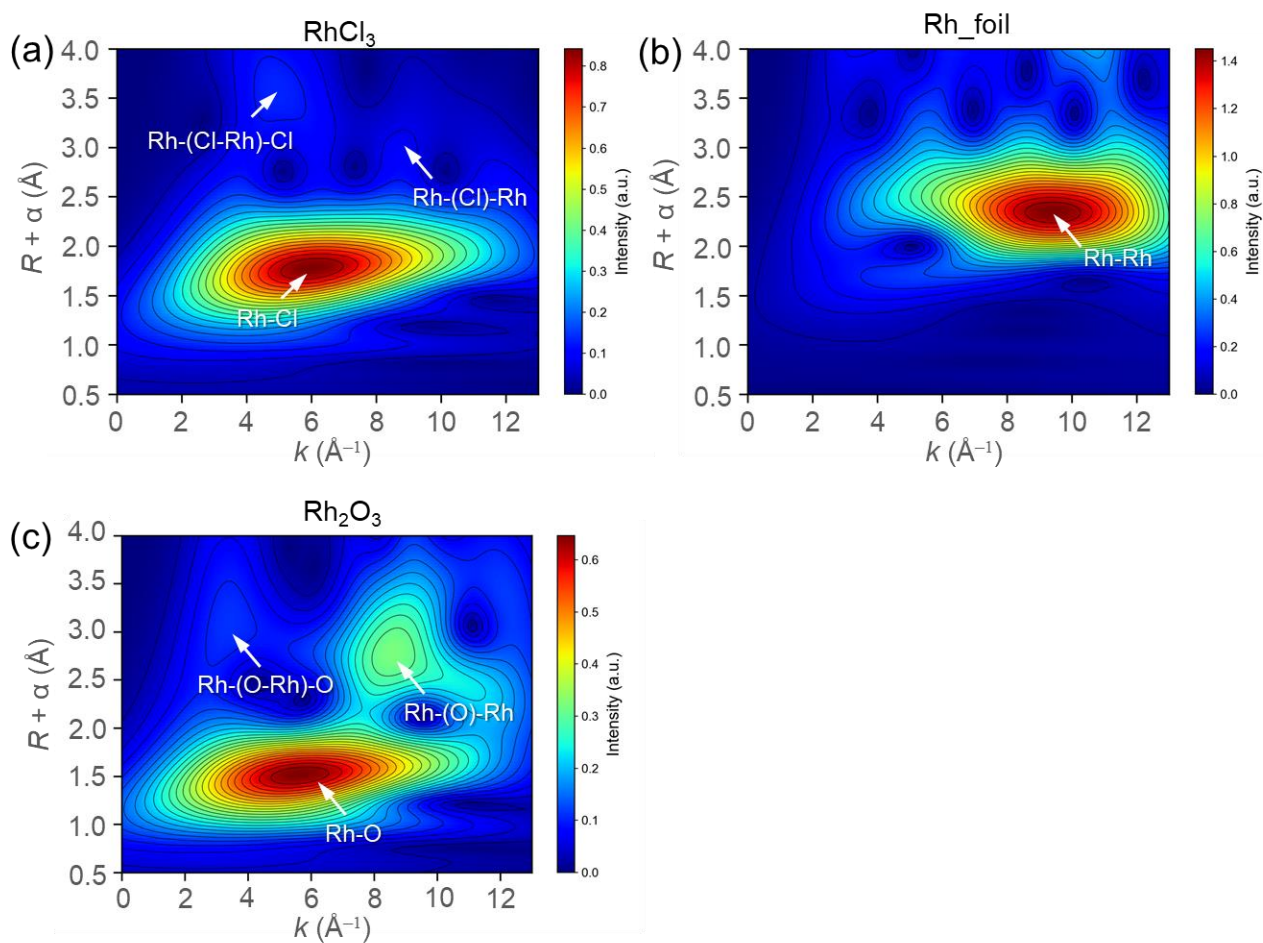 (a)
RhCl₃
4.0
3.5
3.0
2.5
2.0
1.5
1.0
0.5
R + α (Å)
0 2 4 6 8 10 12
k (Å⁻¹)
Rh-(Cl-Rh)-Cl
Rh-(Cl)-Rh
Rh-Cl
0.8
0.7
0.6
0.5
0.4
0.3
0.2
0.1
0.0
Intensity (a.u.)
(b)
Rh_foil
4.0
3.5
3.0
2.5
2.0
1.5
1.0
0.5
R + α (Å)
0 2 4 6 8 10 12
k (Å⁻¹)
Rh-Rh
1.4
1.2
1.0
0.8
0.6
0.4
0.2
0.0
Intensity (a.u.)
(c)
Rh₂O₃
4.0
3.5
3.0
2.5
2.0
1.5
1.0
0.5
R + α (Å)
0 2 4 6 8 10 12
k (Å⁻¹)
Rh-(O-Rh)-O
Rh-(O)-Rh
Rh-O
0.6
0.5
0.4
0.3
0.2
0.1
0.0
Intensity (a.u.)